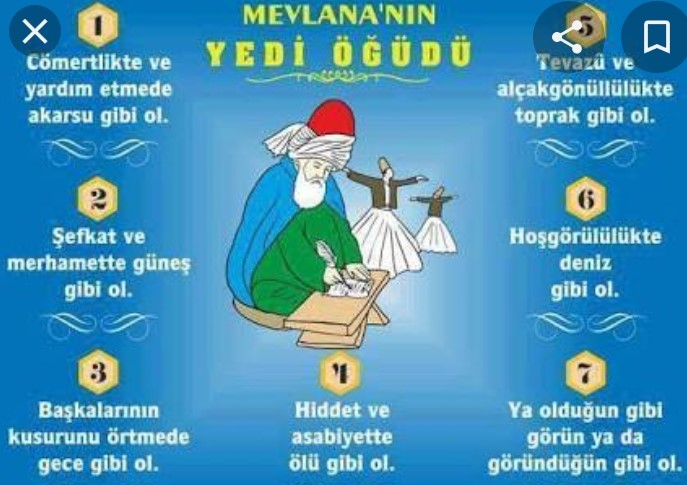 MEVLANA'NIN
YEDİ ÖĞÜDÜ
1
Cömertlikte ve
yardım etmede
akarsu gibi ol.
2
Şefkat ve
merhamette güneş
gibi ol.
3
Başkalarının
kusurunu örtmede
gece gibi ol.
4
Hiddet ve
asabiyette
ölü gibi ol.
5
Tevazû ve
alçakgönüllülükte
toprak gibi ol.
6
Hoşgörülülükte
deniz
gibi ol.
7
Ya olduğun gibi
görün ya da
göründüğün gibi ol.